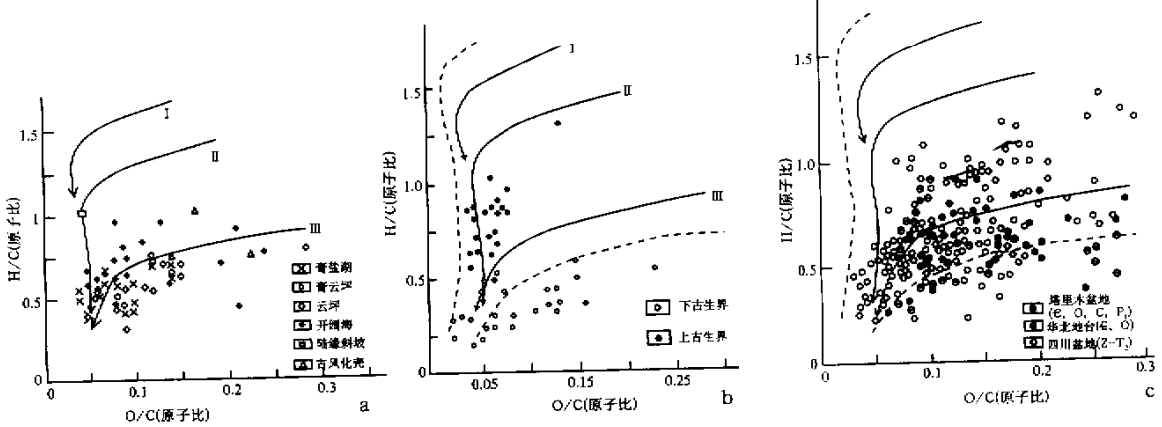 I
II
III
1.5
1
0.5
0
0.1
0.2
0.3
H/C(原子比)
O/C(原子比)
a
膏盐湖
膏云坪
云坪
开阔海
陆缘斜坡
古风化壳
I
II
III
1.5
1.0
0.5
0
0.05
0.15
0.25
H/C(原子比)
O/C(原子比)
b
下古生界
上古生界
1.5
1.0
0.5
0
0.1
0.2
0.3
H/C(原子比)
O/C(原子比)
c
塔里木盆地
(Є, O, C, P₁)
华北地台(Є、O)
四川盆地(Z-T₂)